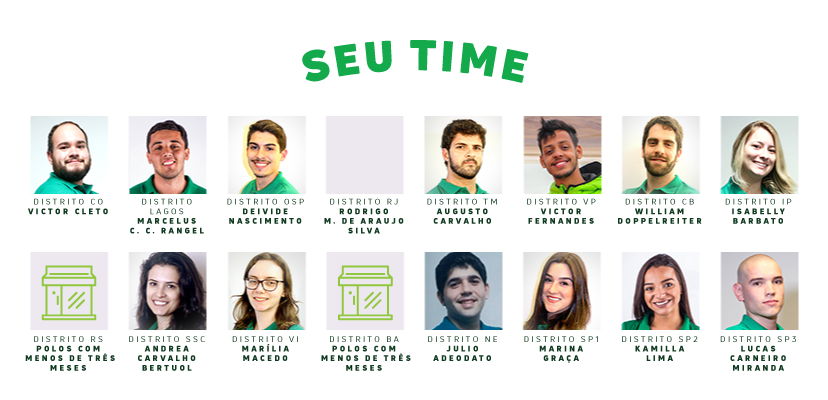 SEU TIME
DISTRITO CO
VICTOR CLETO
DISTRITO
LAGOS
MARCELUS
C. C. RANGEL
DISTRITO OSP
DEIVIDE
NASCIMENTO
DISTRITO RJ
RODRIGO
M. DE ARAUJO
SILVA
DISTRITO TM
AUGUSTO
CARVALHO
DISTRITO VP
VICTOR
FERNANDES
DISTRITO CB
WILLIAM
DOPPELREITER
DISTRITO IP
ISABELLY
BARBATO
DISTRITO RS
POLOS COM
MENOS DE TRÊS
MESES
DISTRITO SSC
ANDREA
CARVALHO
BERTUOL
DISTRITO VI
MARÍLIA
MACEDO
DISTRITO BA
POLOS COM
MENOS DE TRÊS
MESES
DISTRITO NE
JULIO
ADEODATO
DISTRITO SP1
MARINA
GRAÇA
DISTRITO SP2
KAMILLA
LIMA
DISTRITO SP3
LUCAS
CARNEIRO
MIRANDA